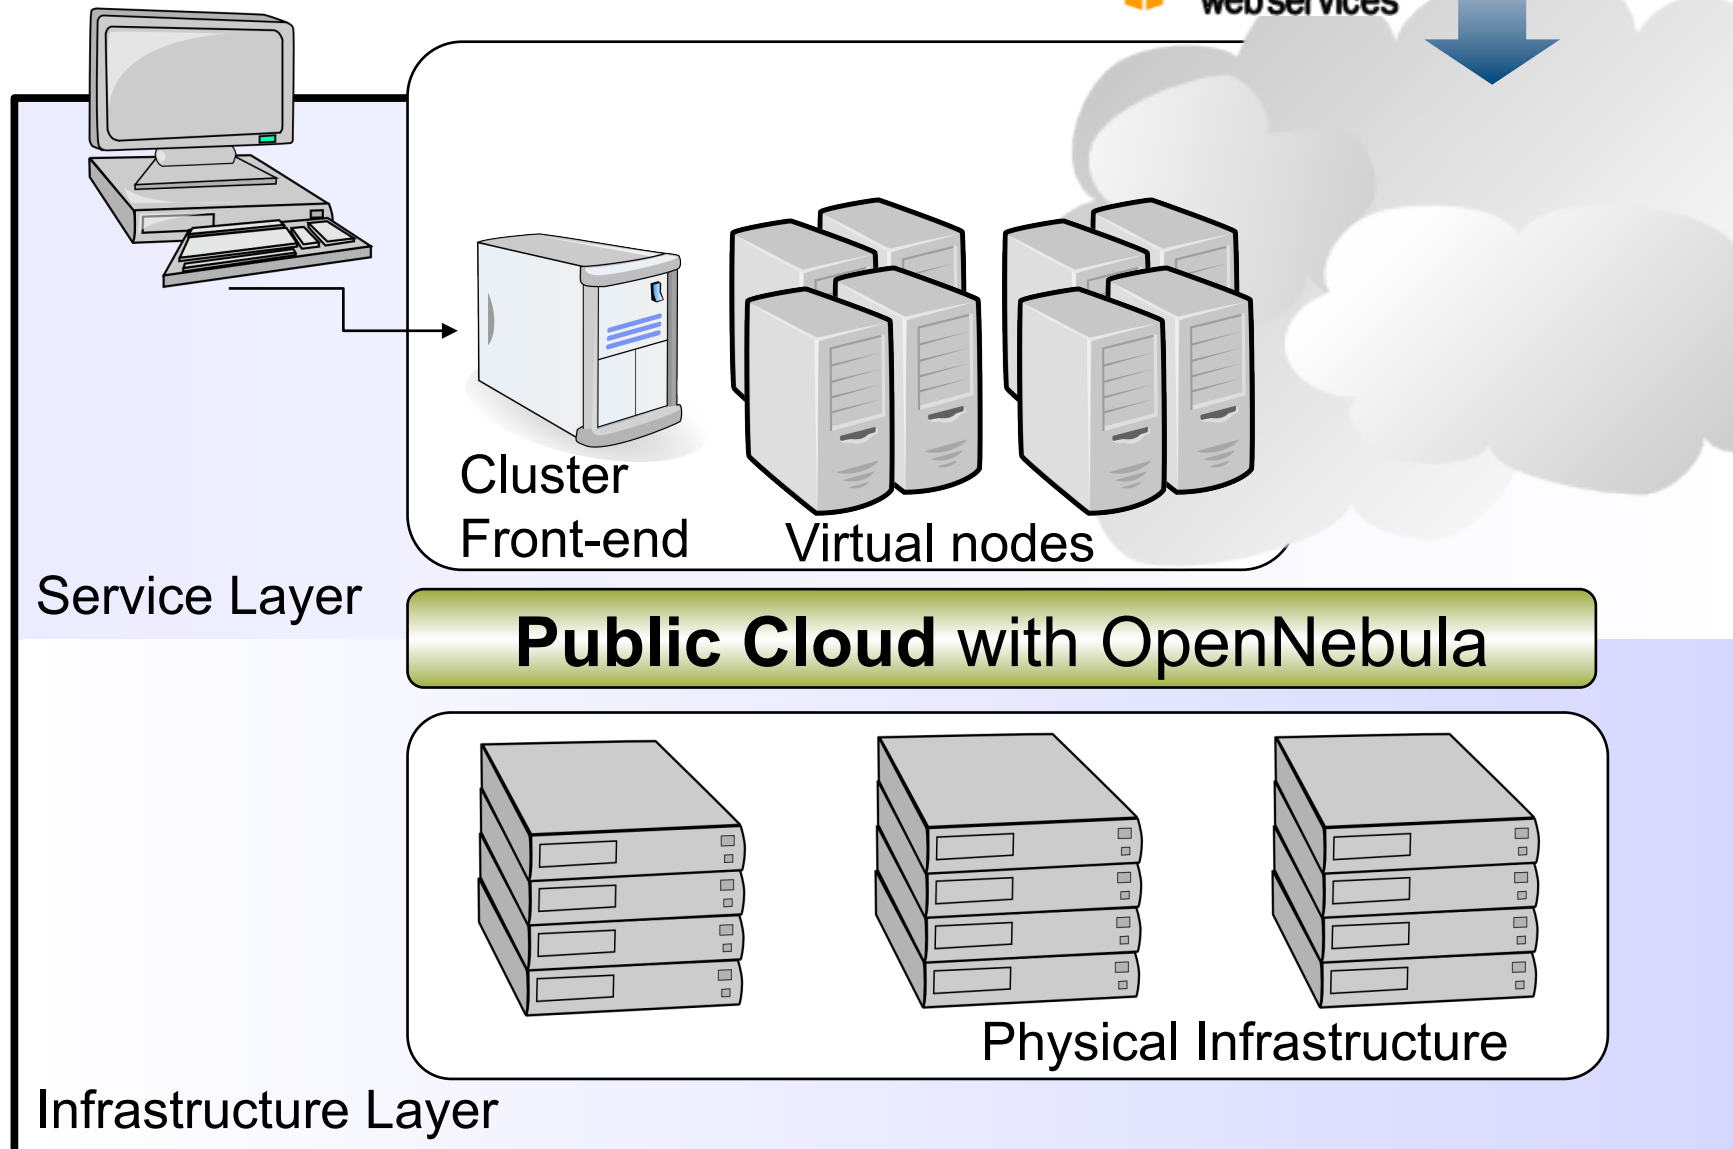 web services
Cluster
Front-end
Virtual nodes
Service Layer
Public Cloud with OpenNebula
Physical Infrastructure
Infrastructure Layer